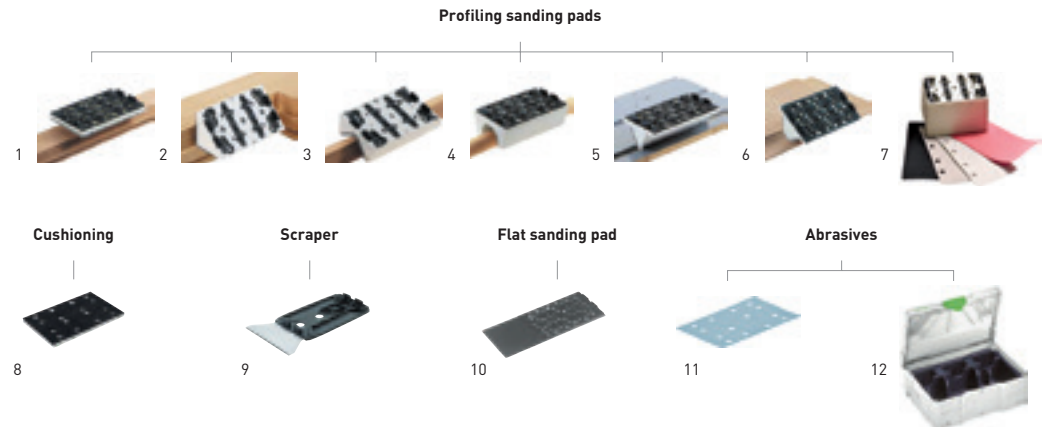 Profiling sanding pads
1 2 3 4 5 6 7
Cushioning Scraper Flat sanding pad Abrasives
8 9 10 11 12